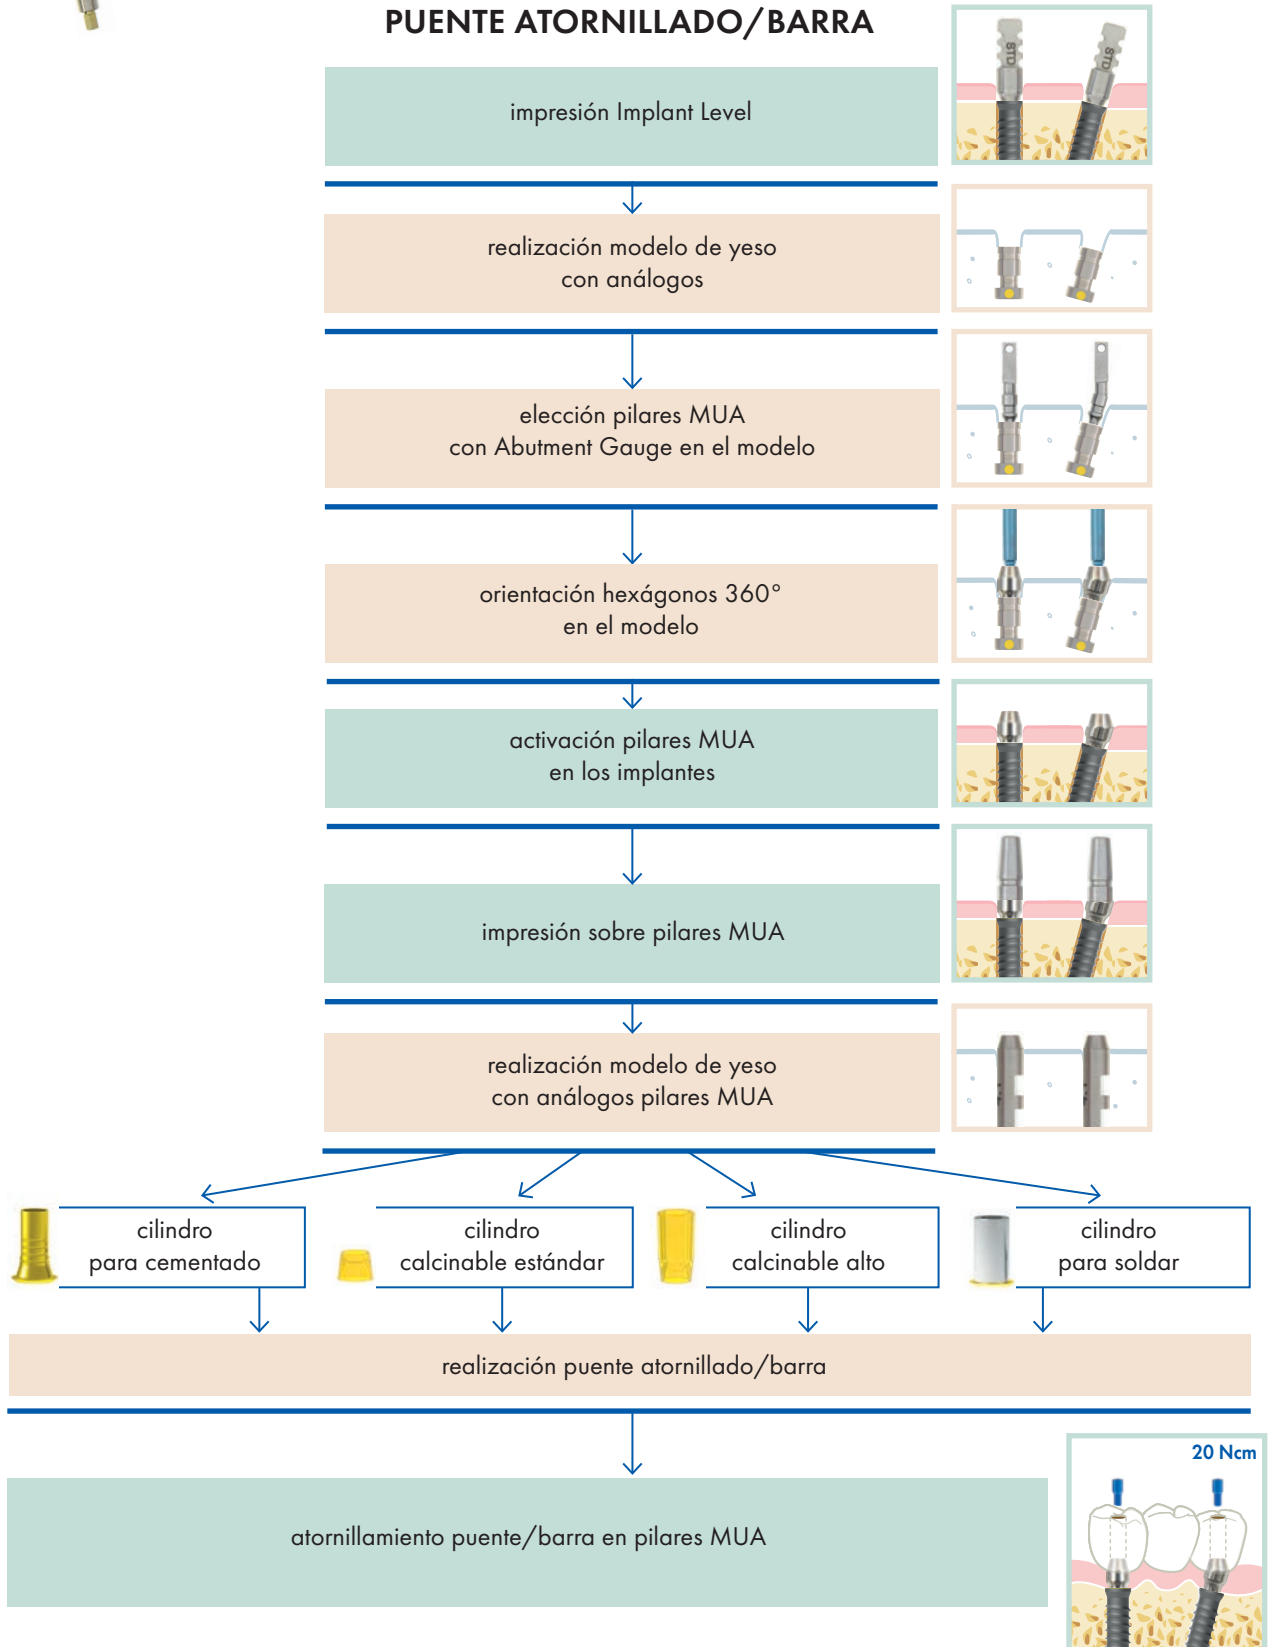 PUENTE ATORNILLADO/BARRA
impresión Implant Level
STD
STD
realización modelo de yeso
con análogos
elección pilares MUA
con Abutment Gauge en el modelo
orientación hexágonos 360°
en el modelo
activación pilares MUA
en los implantes
impresión sobre pilares MUA
realización modelo de yeso
con análogos pilares MUA
cilindro
para cementado
cilindro
calcinable estándar
cilindro
calcinable alto
cilindro
para soldar
realización puente atornillado/barra
20 Ncm
atornillamiento puente/barra en pilares MUA